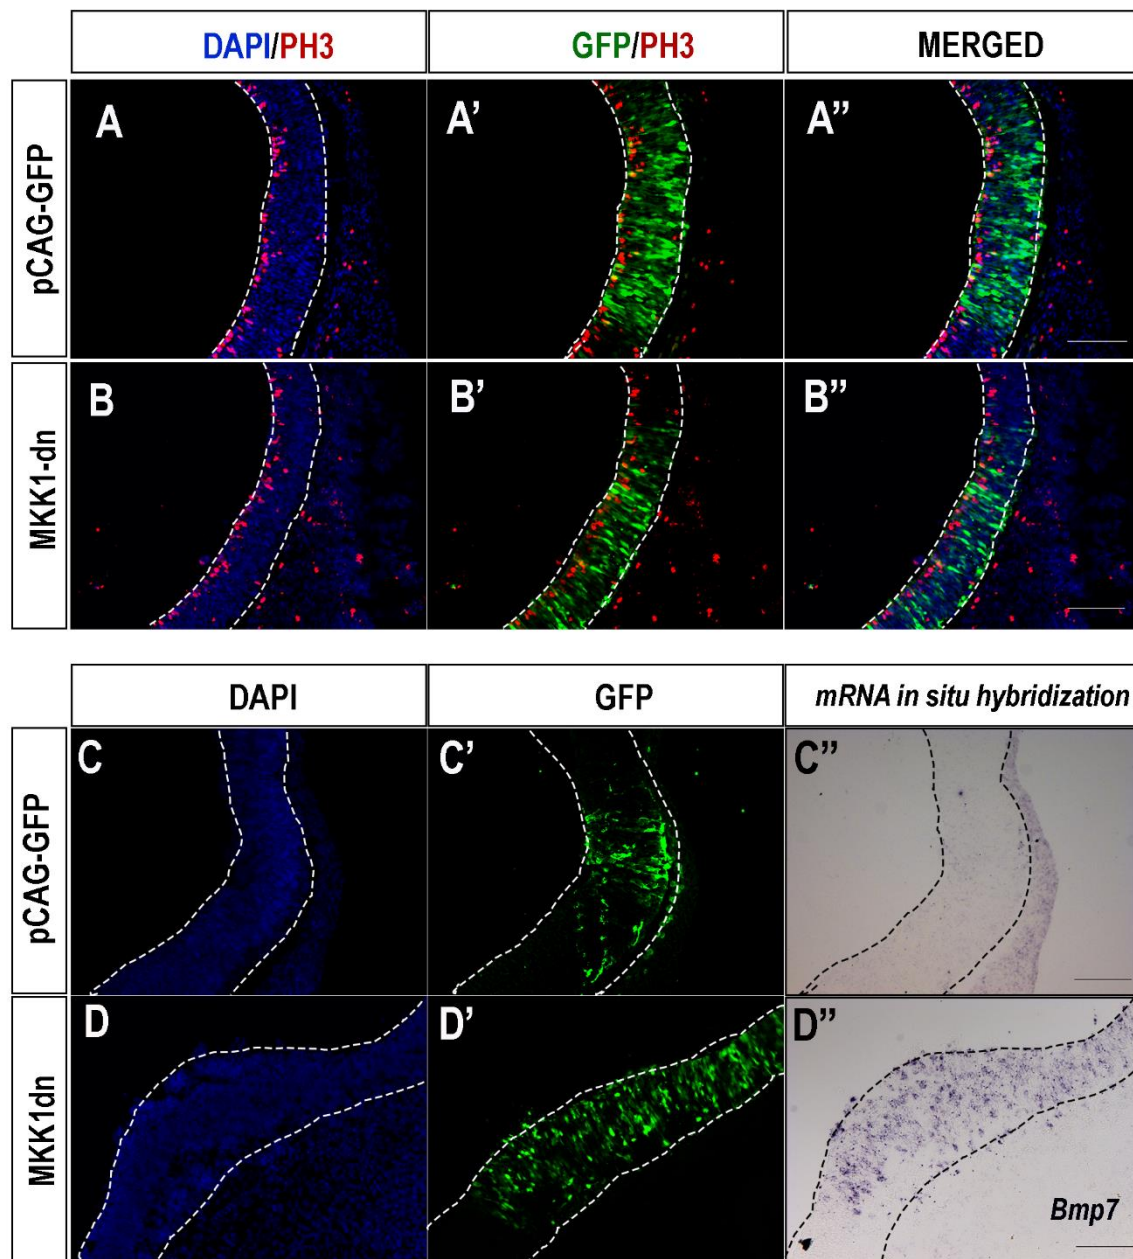 DAPI/PH3
GFP/PH3
MERGED
pCAG-GFP
A
A’
A”
MKK1-dn
B
B’
B”
DAPI
GFP
mRNA in situ hybridization
pCAG-GFP
C
C’
C”
MKK1dn
D
D’
D”
Bmp7